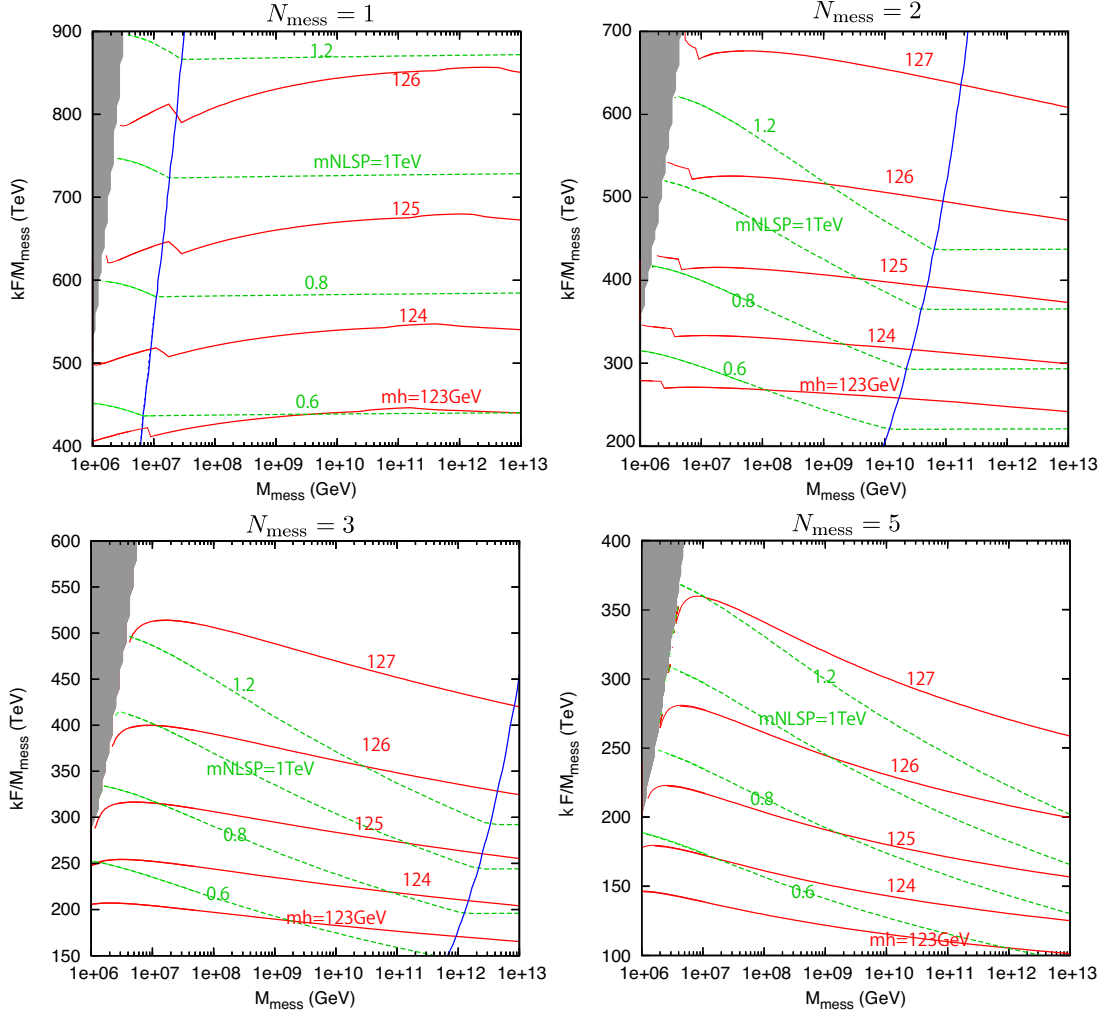 N_mess = 1
900
800
700
600
500
400
kF/M_mess (TeV)
1.2
126
mNLSP=1TeV
125
0.8
124
mh=123GeV
0.6
1e+06 1e+07 1e+08 1e+09 1e+10 1e+11 1e+12 1e+13
M_mess (GeV)
N_mess = 2
700
600
500
400
300
200
kF/M_mess (TeV)
127
1.2
126
mNLSP=1TeV
125
0.8
124
0.6
mh=123GeV
1e+06 1e+07 1e+08 1e+09 1e+10 1e+11 1e+12 1e+13
M_mess (GeV)
N_mess = 3
600
550
500
450
400
350
300
250
200
150
kF/M_mess (TeV)
127
1.2
126
mNLSP=1TeV
125
0.8
124
0.6
mh=123GeV
1e+06 1e+07 1e+08 1e+09 1e+10 1e+11 1e+12 1e+13
M_mess (GeV)
N_mess = 5
400
350
300
250
200
150
100
kF/M_mess (TeV)
127
1.2
mNLSP=1TeV
126
0.8
125
124
0.6
mh=123GeV
1e+06 1e+07 1e+08 1e+09 1e+10 1e+11 1e+12 1e+13
M_mess (GeV)